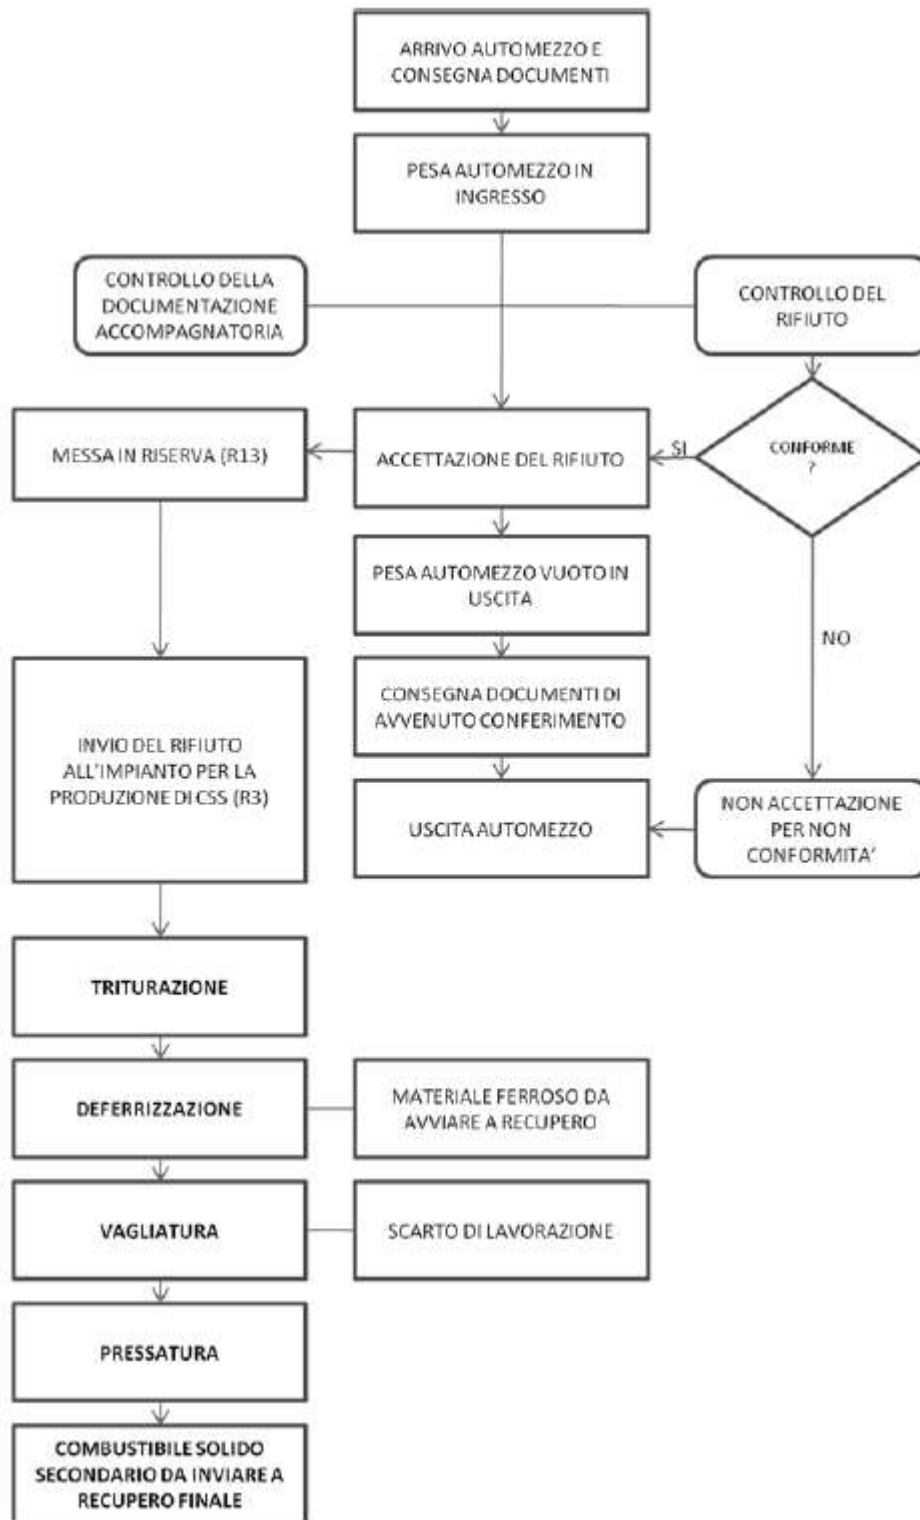 ARRIVO AUTOMEZZO E
CONSEGNA DOCUMENTI
PESA AUTOMEZZO IN
INGRESSO
CONTROLLO DELLA
DOCUMENTAZIONE
ACCOMPAGNATORIA
CONTROLLO DEL
RIFIUTO
MESSA IN RISERVA (R13)
ACCETTAZIONE DEL RIFIUTO
SI
CONFORME
?
PESA AUTOMEZZO VUOTO IN
USCITA
NO
CONSEGNA DOCUMENTI DI
AVVENUTO CONFERIMENTO
INVIO DEL RIFIUTO
ALL'IMPIANTO PER LA
PRODUZIONE DI CSS (R3)
USCITA AUTOMEZZO
NON ACCETTAZIONE
PER NON
CONFORMITA'
TRITURAZIONE
DEFERRIZZAZIONE
MATERIALE FERROSO DA
AVVIARE A RECUPERO
VAGLIATURA
SCARTO DI LAVORAZIONE
PRESSATURA
COMBUSTIBILE SOLIDO
SECONDARIO DA INVIARE A
RECUPERO FINALE